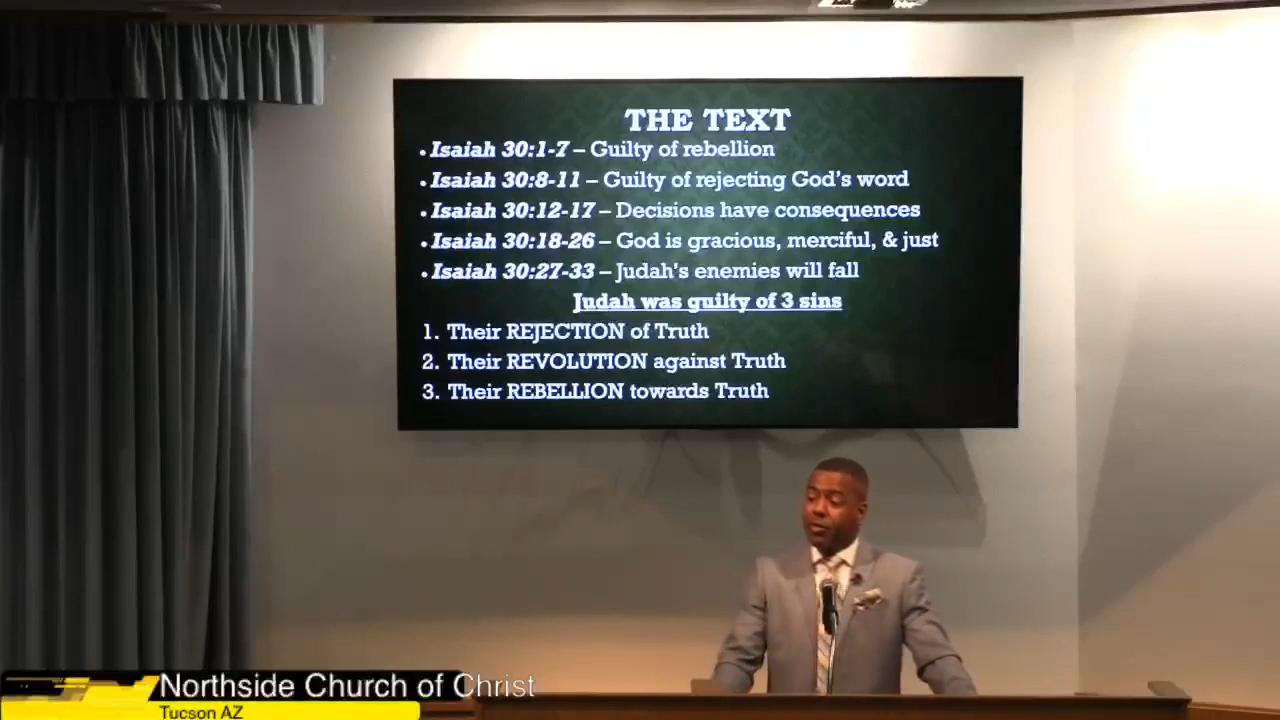 THE TEXT
• Isaiah 30:1-7 – Guilty of rebellion
• Isaiah 30:8-11 – Guilty of rejecting God's word
• Isaiah 30:12-17 – Decisions have consequences
• Isaiah 30:18-26 – God is gracious, merciful, & just
• Isaiah 30:27-33 – Judah's enemies will fall
Judah was guilty of 3 sins
1. Their REJECTION of Truth
2. Their REVOLUTION against Truth
3. Their REBELLION towards Truth
Northside Church of Christ
Tucson AZ